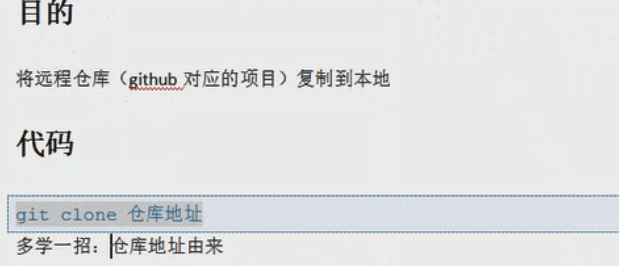 目的
将远程仓库（github 对应的项目）复制到本地
代码
git clone 仓库地址
多学一招：仓库地址由来